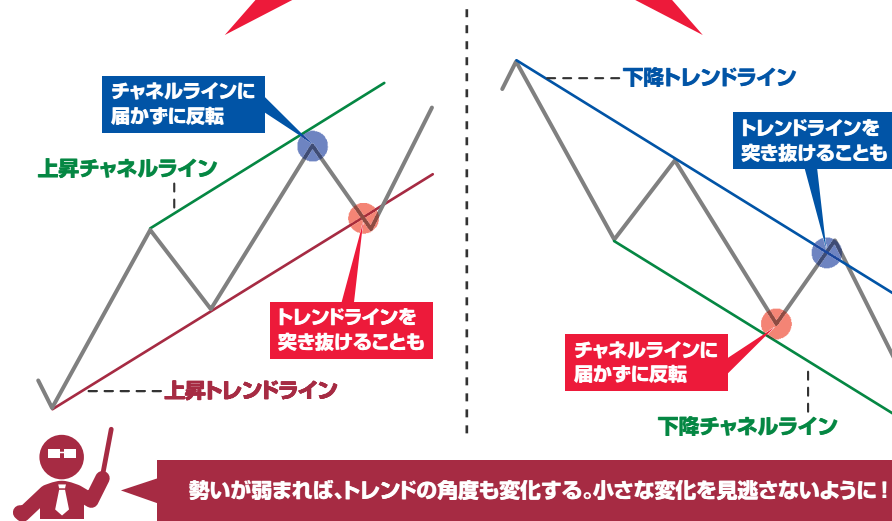 チャネルラインに
届かずに反転
上昇チャネルライン
トレンドラインを
突き抜けることも
上昇トレンドライン
下降トレンドライン
トレンドラインを
突き抜けることも
チャネルラインに
届かずに反転
下降チャネルライン
勢いが弱まれば、トレンドの角度も変化する。小さな変化を見逃さないように!